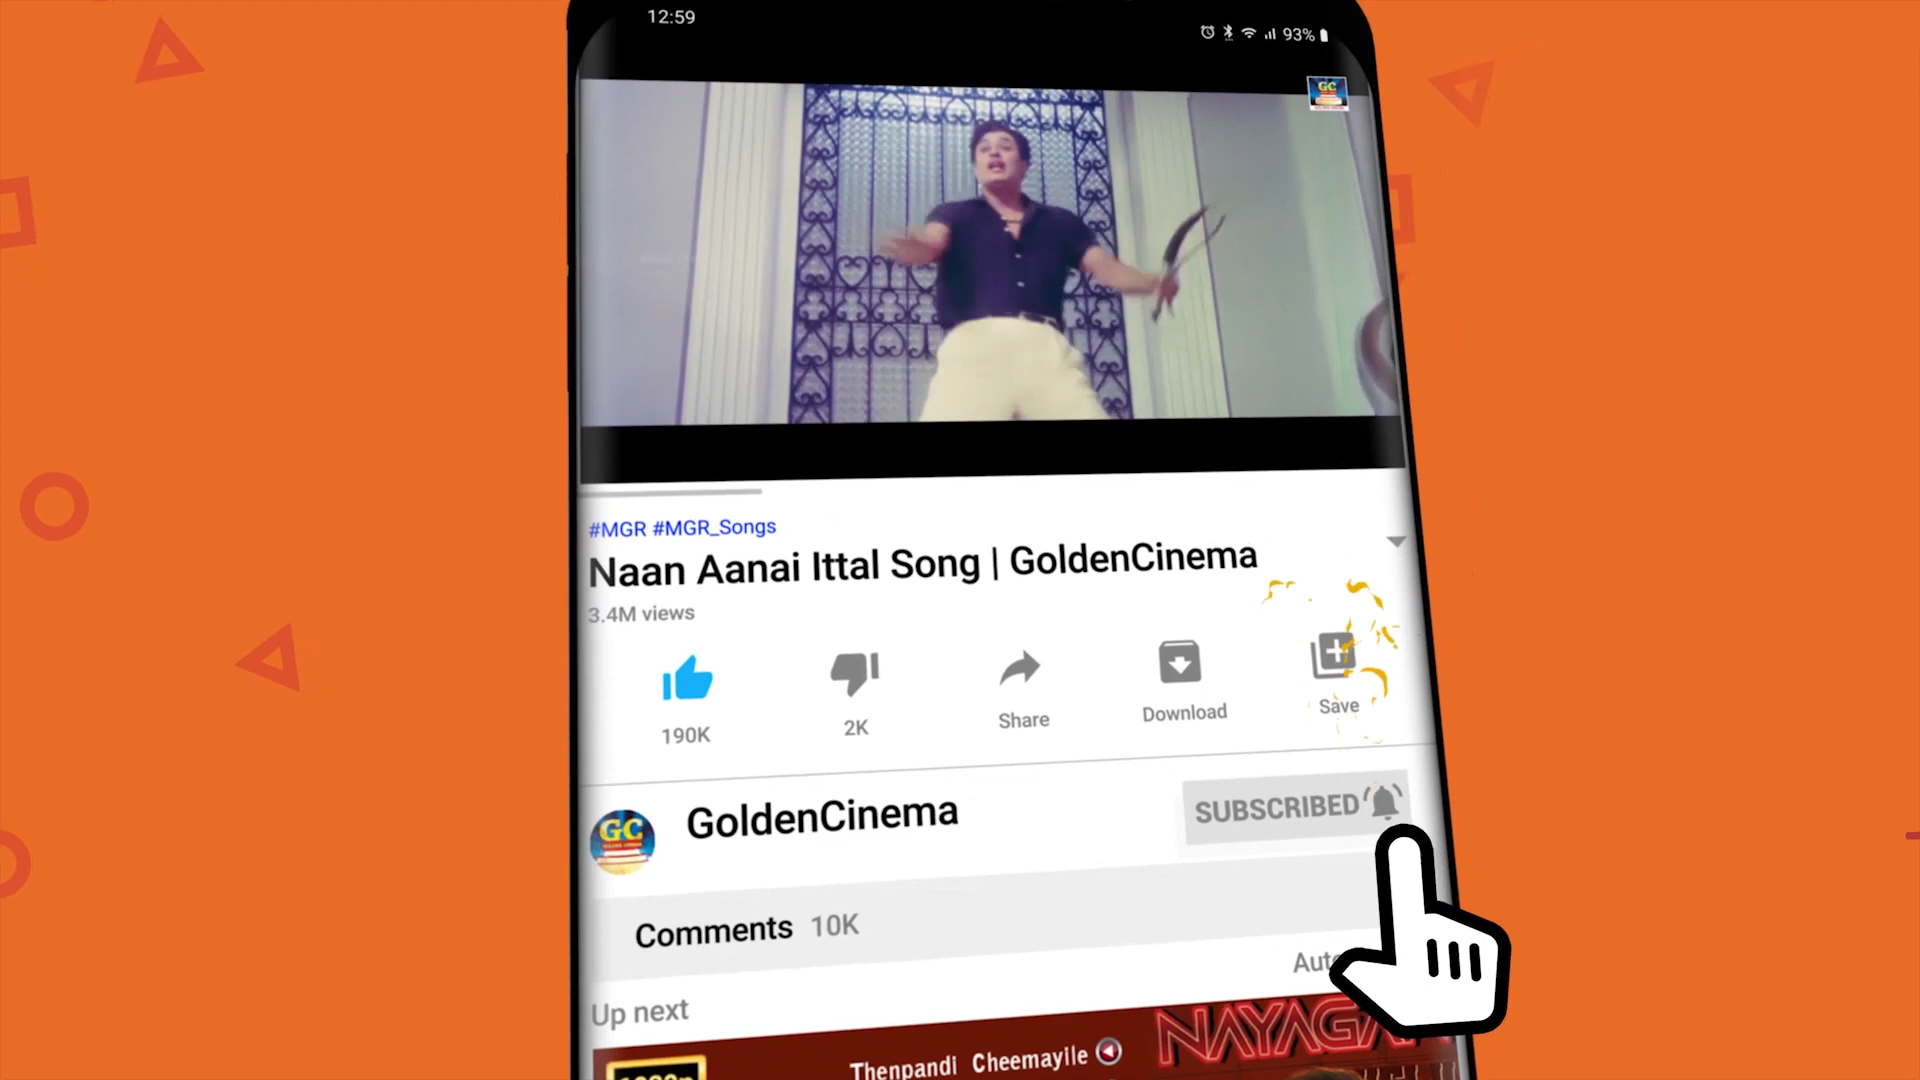 12:59
93%
GC
#MGR #MGR_Songs
Naan Aanai Ittal Song | GoldenCinema
3.4M views
190K
2K
Share
Download
Save
GC
GoldenCinema
SUBSCRIBED
Comments 10K
Up next
Thenpandi Cheemayile